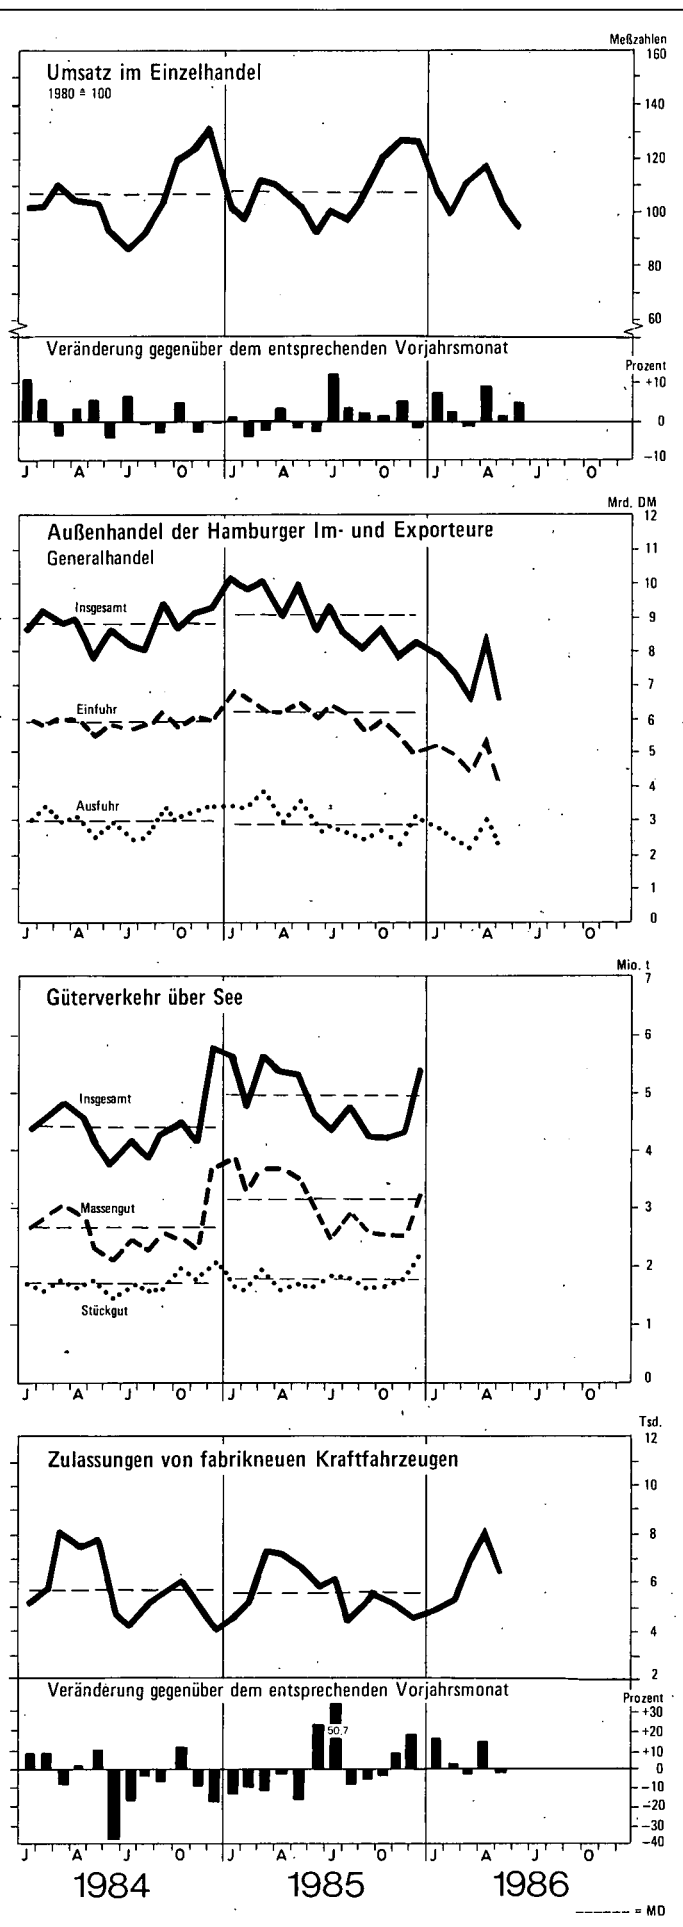 Meßzahlen
Umsatz im Einzelhandel
1980 ≙ 100
160
140
120
100
80
60
Veränderung gegenüber dem entsprechenden Vorjahrsmonat
Prozent
+10
0
−10
J A J O J A J O J A J O
Mrd. DM
Außenhandel der Hamburger Im- und Exporteure
Generalhandel
12
11
10
9
8
7
6
5
4
3
2
1
0
Insgesamt
Einfuhr
Ausfuhr
J A J O J A J O J A J O
Mio. t
Güterverkehr über See
7
6
5
4
3
2
1
0
Insgesamt
Massengut
Stückgut
J A J O J A J O J A J O
Tsd.
Zulassungen von fabrikneuen Kraftfahrzeugen
12
10
8
6
4
2
Veränderung gegenüber dem entsprechenden Vorjahrsmonat
Prozent
+30
+20
+10
0
−10
−20
−30
−40
50,7
J A J O J A J O J A J O
1984 1985 1986
------ = MD